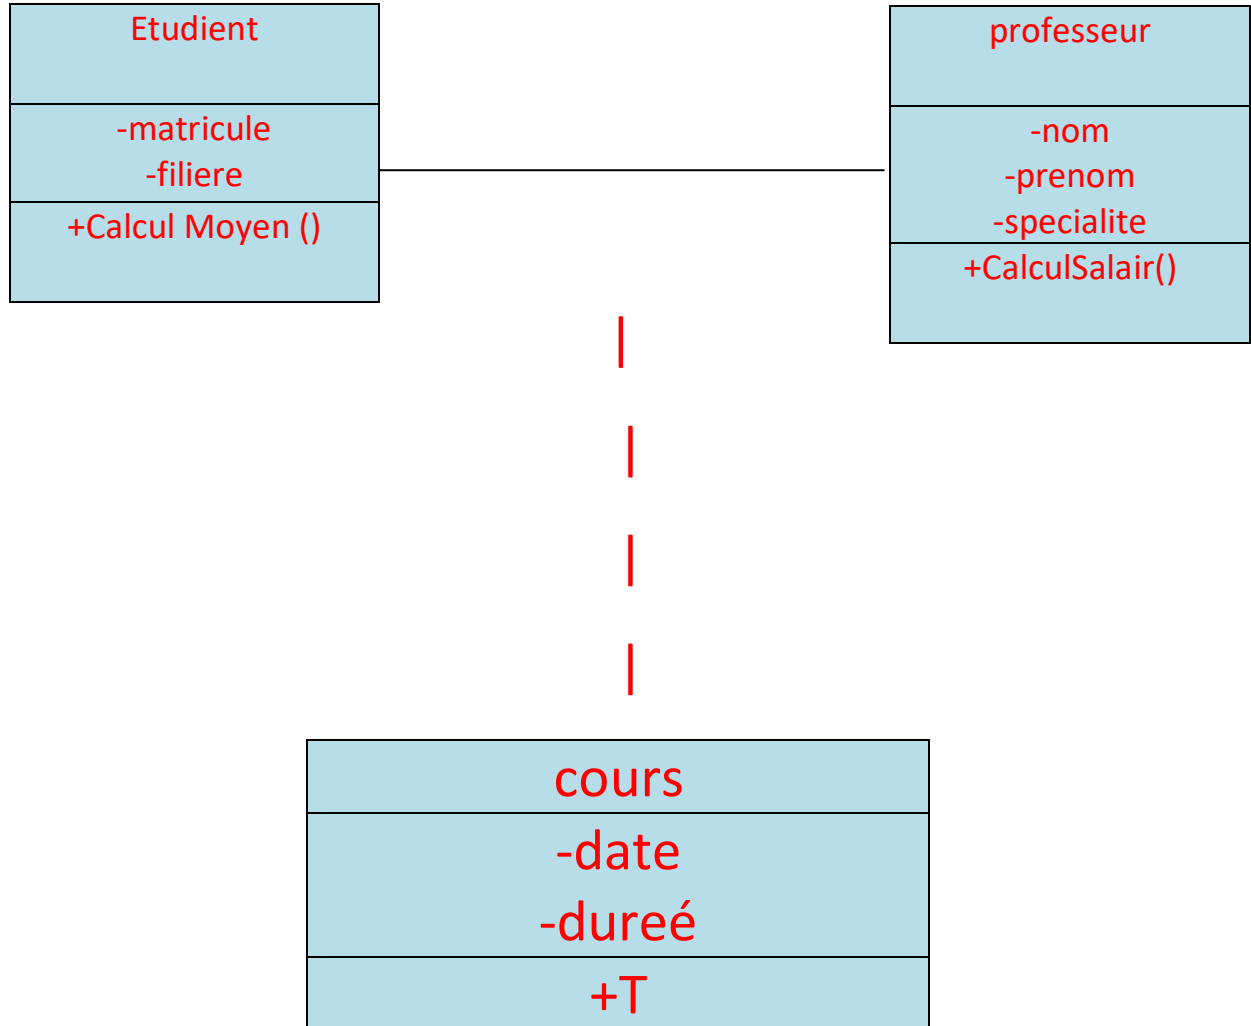 Etudient
-matricule
-filiere
+Calcul Moyen ()
professeur
-nom
-prenom
-specialite
+CalculSalair()
cours
-date
-dureé
+T